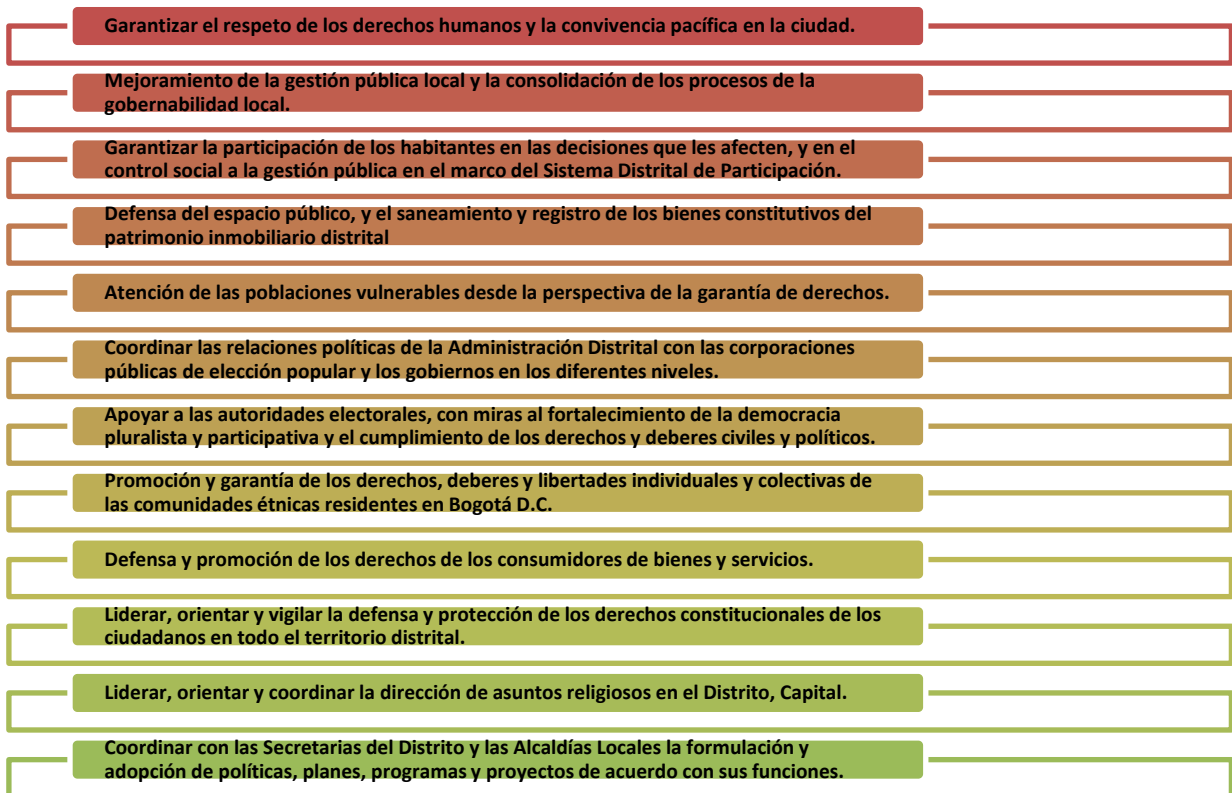 Garantizar el respeto de los derechos humanos y la convivencia pacífica en la ciudad.
Mejoramiento de la gestión pública local y la consolidación de los procesos de la
gobernabilidad local.
Garantizar la participación de los habitantes en las decisiones que les afecten, y en el
control social a la gestión pública en el marco del Sistema Distrital de Participación.
Defensa del espacio público, y el saneamiento y registro de los bienes constitutivos del
patrimonio inmobiliario distrital
Atención de las poblaciones vulnerables desde la perspectiva de la garantía de derechos.
Coordinar las relaciones políticas de la Administración Distrital con las corporaciones
públicas de elección popular y los gobiernos en los diferentes niveles.
Apoyar a las autoridades electorales, con miras al fortalecimiento de la democracia
pluralista y participativa y el cumplimiento de los derechos y deberes civiles y políticos.
Promoción y garantía de los derechos, deberes y libertades individuales y colectivas de
las comunidades étnicas residentes en Bogotá D.C.
Defensa y promoción de los derechos de los consumidores de bienes y servicios.
Liderar, orientar y vigilar la defensa y protección de los derechos constitucionales de los
ciudadanos en todo el territorio distrital.
Liderar, orientar y coordinar la dirección de asuntos religiosos en el Distrito, Capital.
Coordinar con las Secretarias del Distrito y las Alcaldías Locales la formulación y
adopción de políticas, planes, programas y proyectos de acuerdo con sus funciones.